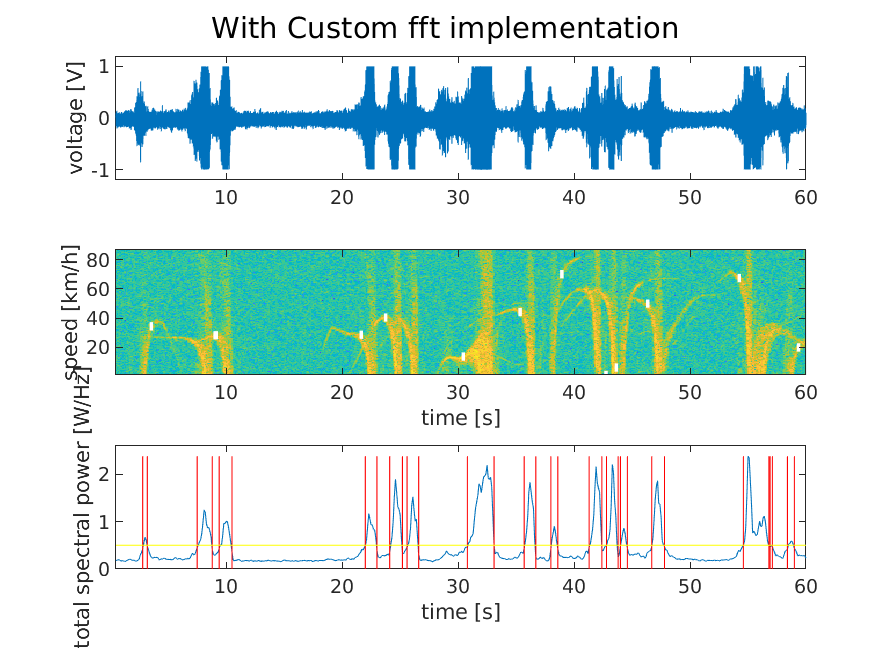 With Custom fft implementation
voltage [V]
1
0
-1
10 20 30 40 50 60
speed [km/h]
80
60
40
20
10 20 30 40 50 60
time [s]
total spectral power [W/Hz]
2
1
0
10 20 30 40 50 60
time [s]